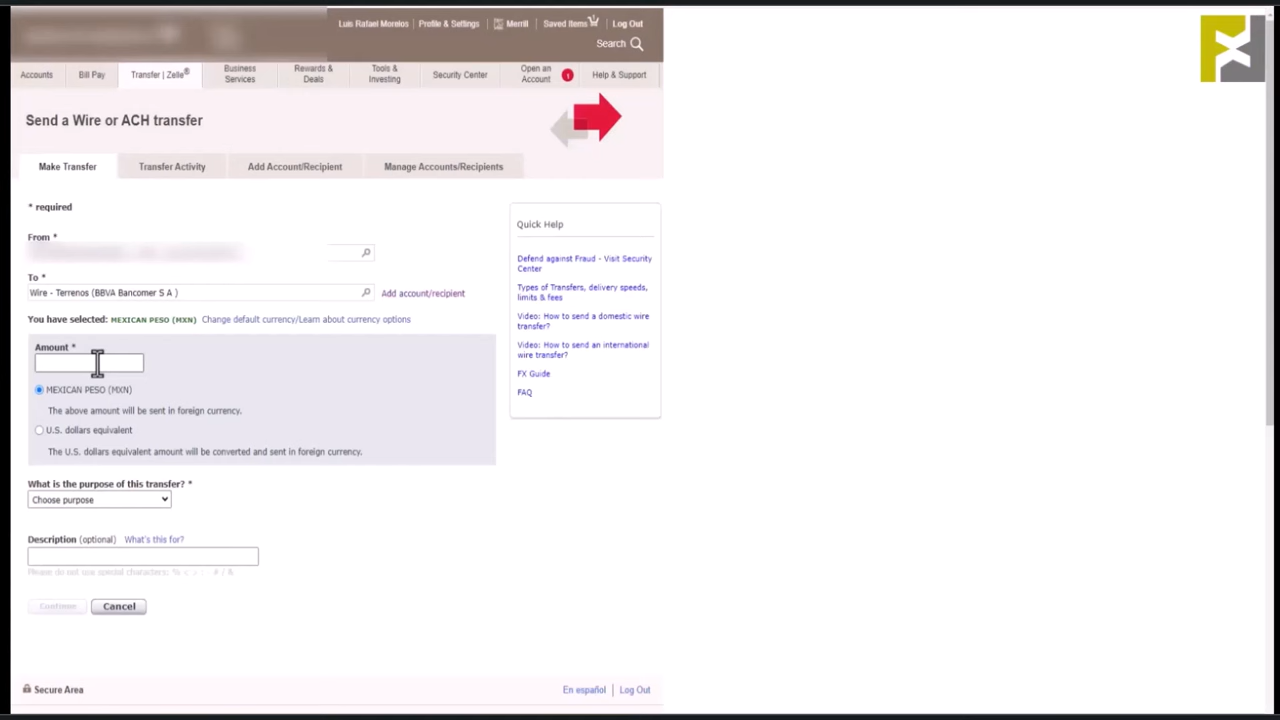 Luis Rafael Morelos
Profile & Settings
Merrill
Saved Items
Log Out
Search
Accounts
Bill Pay
Transfer | Zelle®
Business
Services
Rewards &
Deals
Tools &
Investing
Security Center
Open an
Account
1
Help & Support
Send a Wire or ACH transfer
Make Transfer
Transfer Activity
Add Account/Recipient
Manage Accounts/Recipients
* required
From *
To *
Wire - Terrenos (BBVA Bancomer S A )
Add account/recipient
You have selected: MEXICAN PESO (MXN) Change default currency/Learn about currency options
Amount *
MEXICAN PESO (MXN)
The above amount will be sent in foreign currency.
U.S. dollars equivalent
The U.S. dollars equivalent amount will be converted and sent in foreign currency.
What is the purpose of this transfer? *
Choose purpose
Description (optional) What's this for?
Please do not use special characters: % < > : # / &
Continue
Cancel
Quick Help
Defend against Fraud - Visit Security
Center
Types of Transfers, delivery speeds,
limits & fees
Video: How to send a domestic wire
transfer?
Video: How to send an international
wire transfer?
FX Guide
FAQ
Secure Area
En español
Log Out